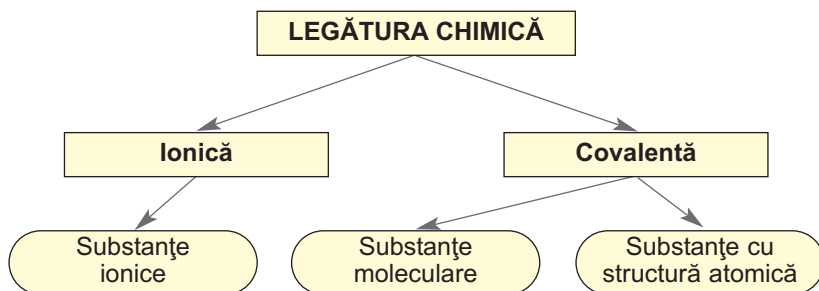 LEGĂTURA CHIMICĂ
Ionică
Covalentă
Substanţe
ionice
Substanţe
moleculare
Substanţe cu
structură atomică